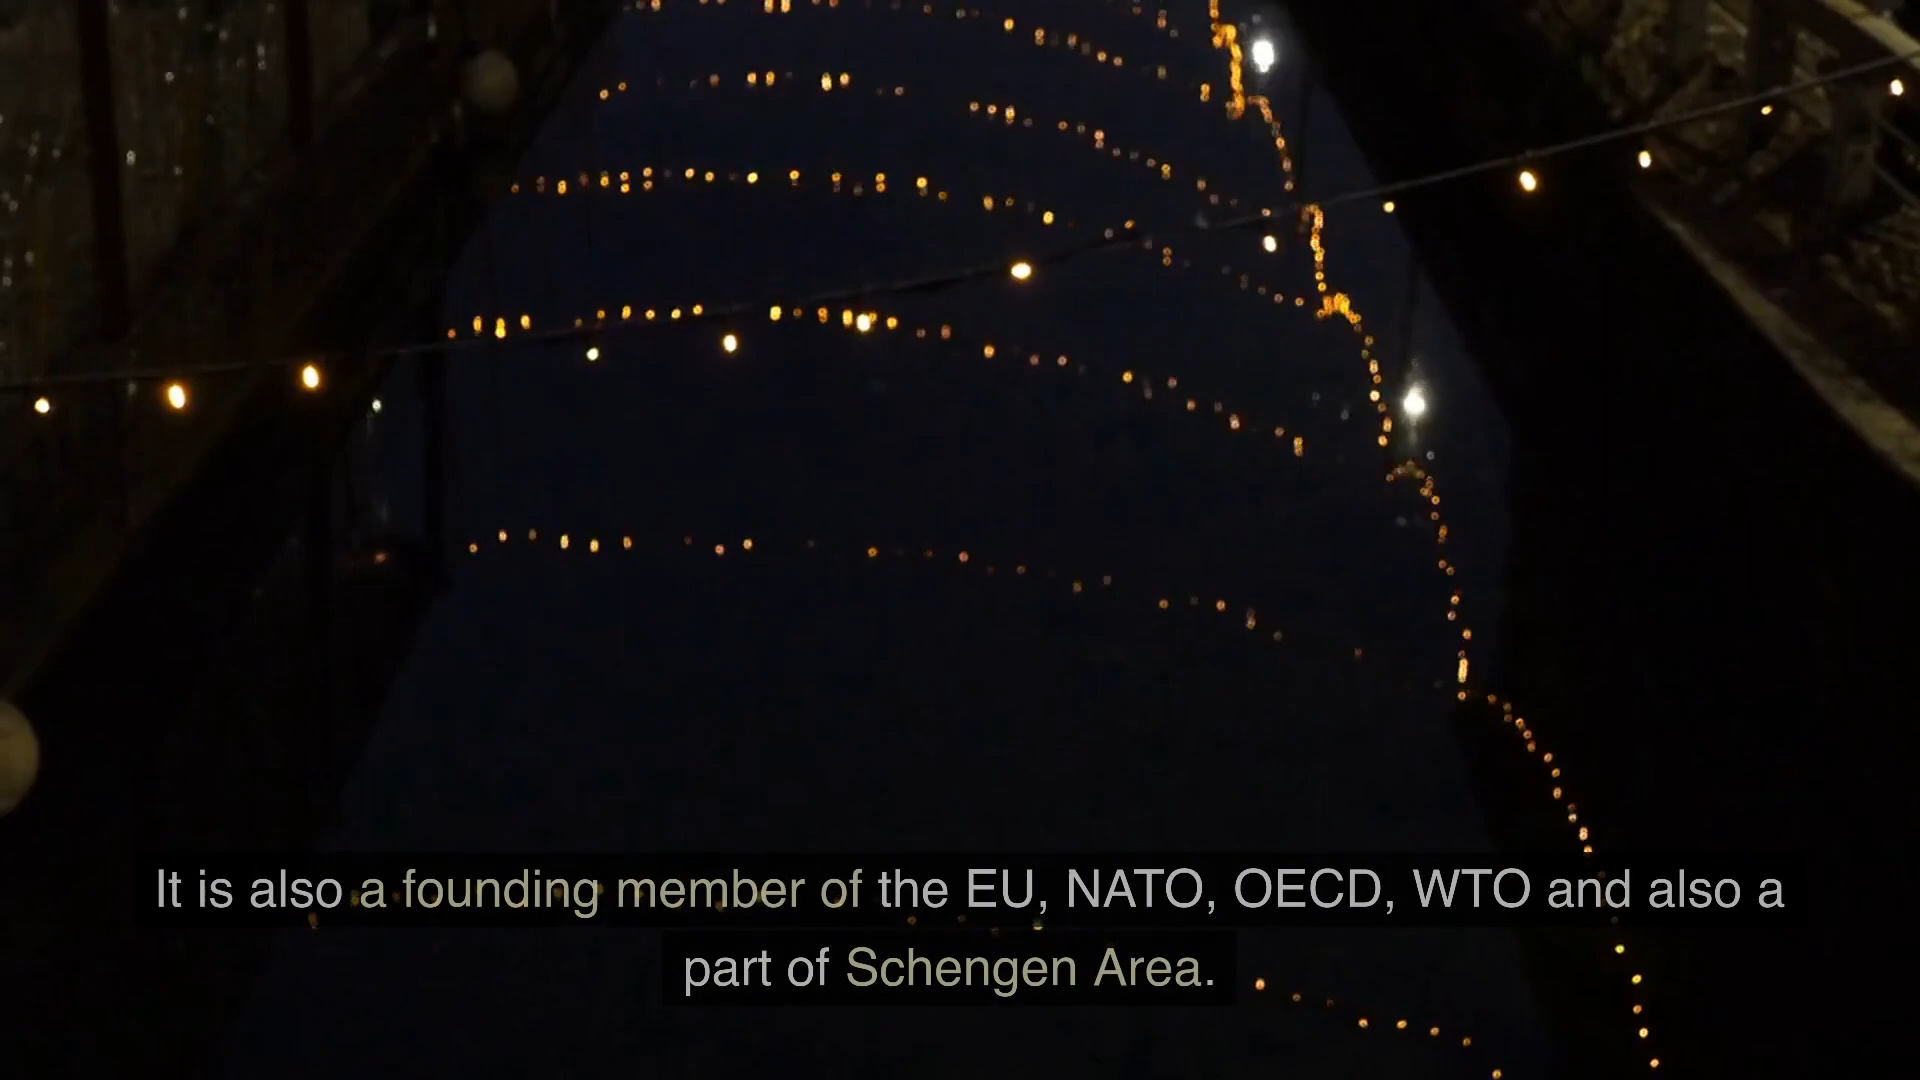 It is also a founding member of the EU, NATO, OECD, WTO and also a
part of Schengen Area.